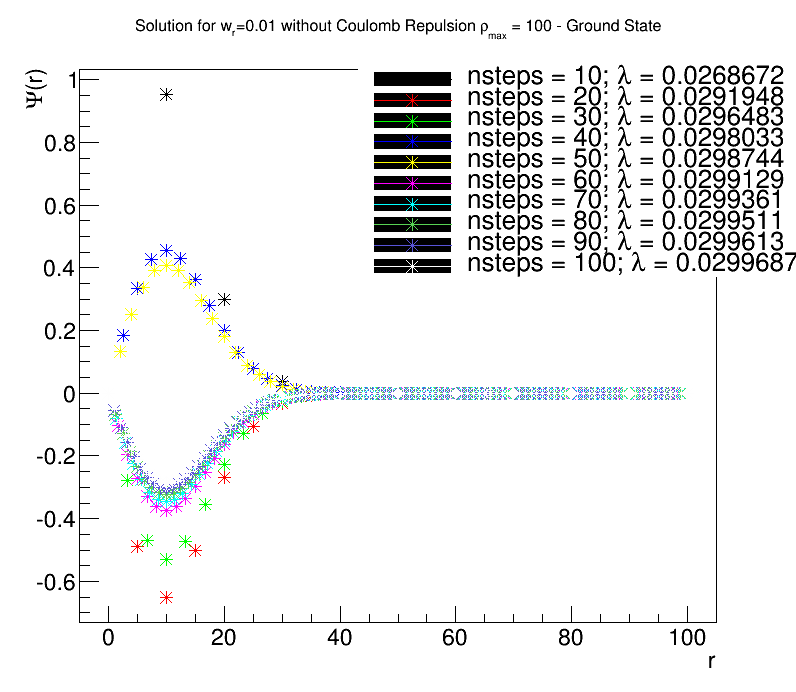 Solution for wr=0.01 without Coulomb Repulsion ρmax = 100 - Ground State
nsteps = 10; λ = 0.0268672
nsteps = 20; λ = 0.0291948
nsteps = 30; λ = 0.0296483
nsteps = 40; λ = 0.0298033
nsteps = 50; λ = 0.0298744
nsteps = 60; λ = 0.0299129
nsteps = 70; λ = 0.0299361
nsteps = 80; λ = 0.0299511
nsteps = 90; λ = 0.0299613
nsteps = 100; λ = 0.0299687
Ψ(r)
1
0.8
0.6
0.4
0.2
0
-0.2
-0.4
-0.6
0 20 40 60 80 100
r